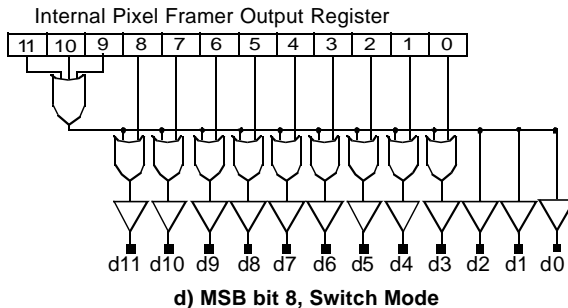 Internal Pixel Framer Output Register
11 10 9 8 7 6 5 4 3 2 1 0
d11 d10 d9 d8 d7 d6 d5 d4 d3 d2 d1 d0
d) MSB bit 8, Switch Mode